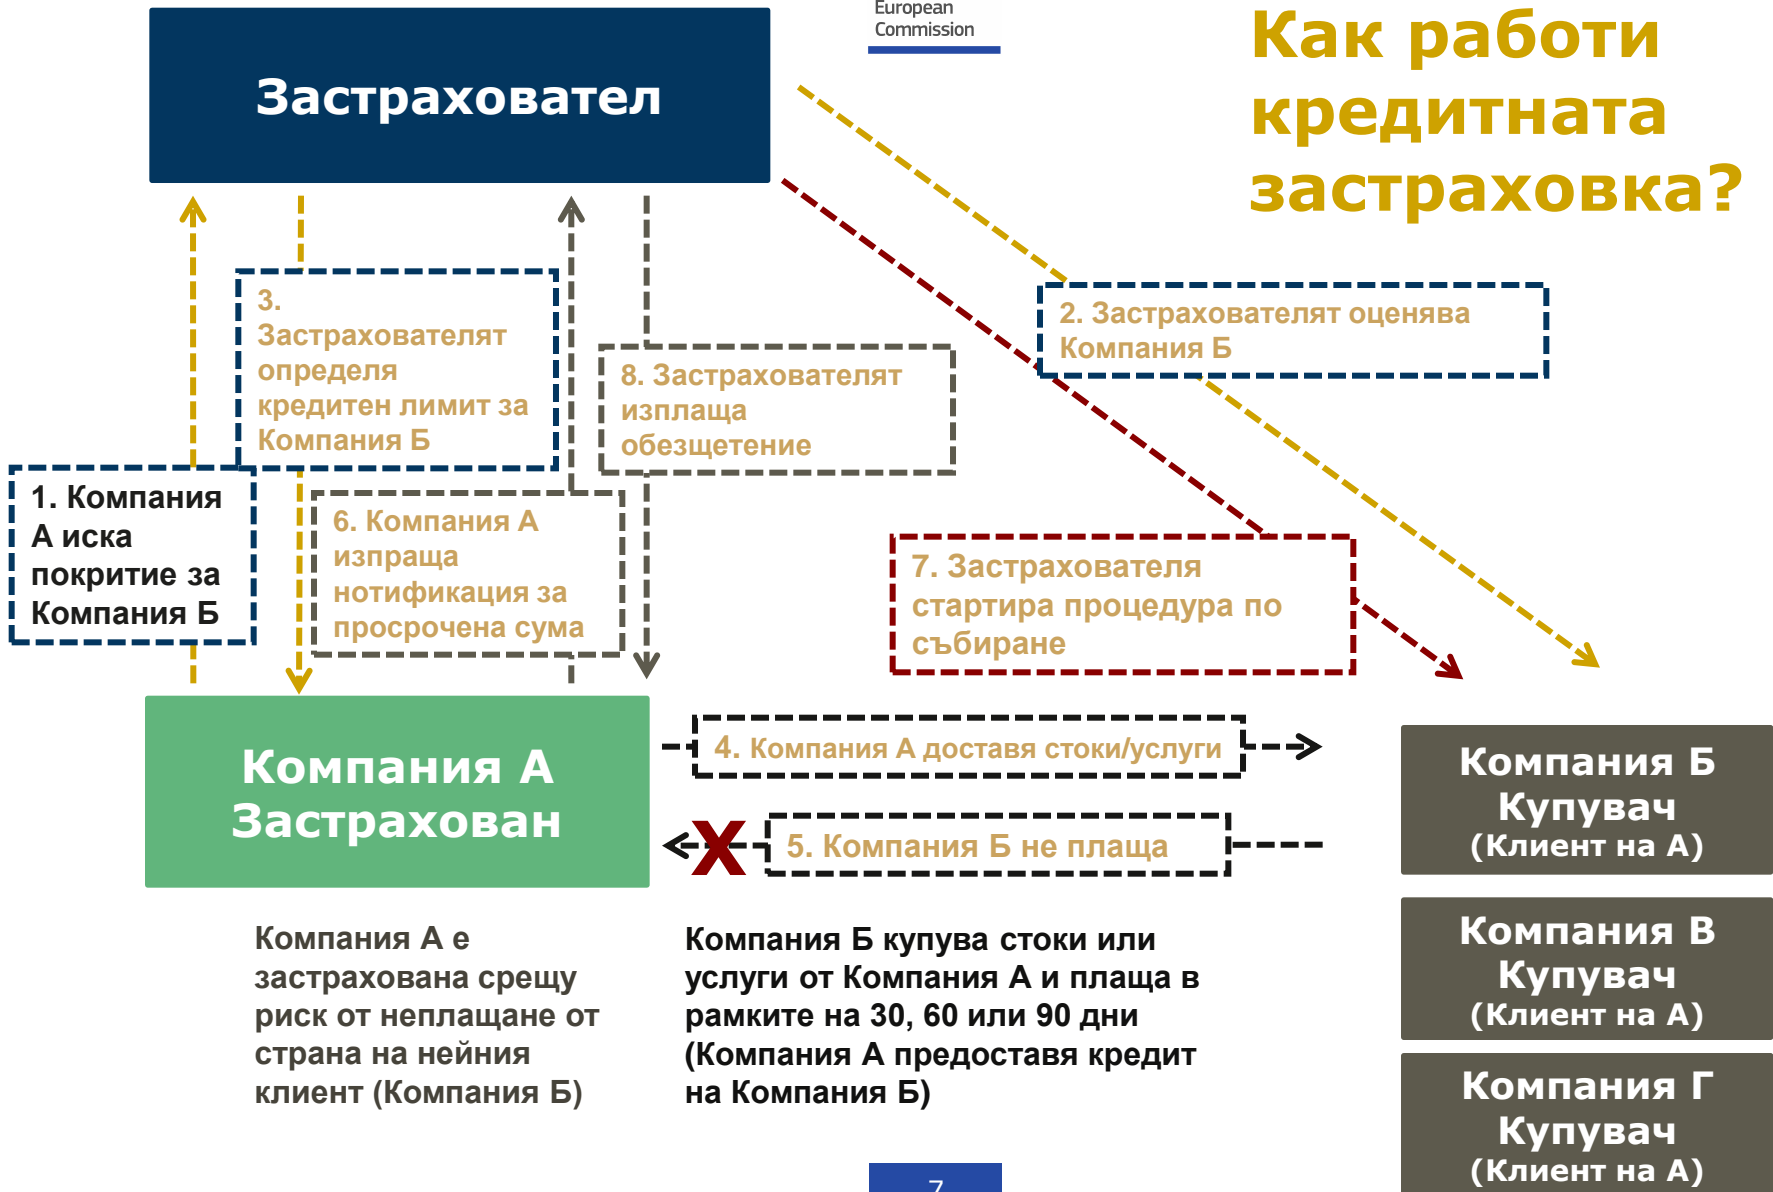 European
Commission
Как работи
кредитната
застраховка?
Застраховател
3.
Застрахователят
определя
кредитен лимит за
Компания Б
8. Застрахователят
изплаща
обезщетение
2. Застрахователят оценява
Компания Б
1. Компания
А иска
покритие за
Компания Б
6. Компания А
изпраща
нотификация за
просрочена сума
7. Застрахователя
стартира процедура по
събиране
Компания А
Застрахован
4. Компания А доставя стоки/услуги
5. Компания Б не плаща
X
Компания Б
Купувач
(Клиент на А)
Компания В
Купувач
(Клиент на А)
Компания Г
Купувач
(Клиент на А)
Компания А е
застрахована срещу
риск от неплащане от
страна на нейния
клиент (Компания Б)
Компания Б купува стоки или
услуги от Компания А и плаща в
рамките на 30, 60 или 90 дни
(Компания А предоставя кредит
на Компания Б)
7